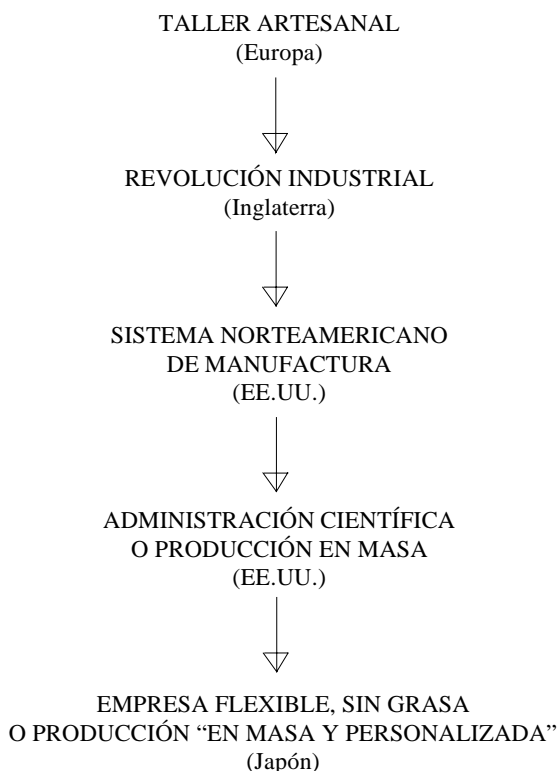 TALLER ARTESANAL
(Europa)
REVOLUCIÓN INDUSTRIAL
(Inglaterra)
SISTEMA NORTEAMERICANO
DE MANUFACTURA
(EE.UU.)
ADMINISTRACIÓN CIENTÍFICA
O PRODUCCIÓN EN MASA
(EE.UU.)
EMPRESA FLEXIBLE, SIN GRASA
O PRODUCCIÓN “EN MASA Y PERSONALIZADA”
(Japón)